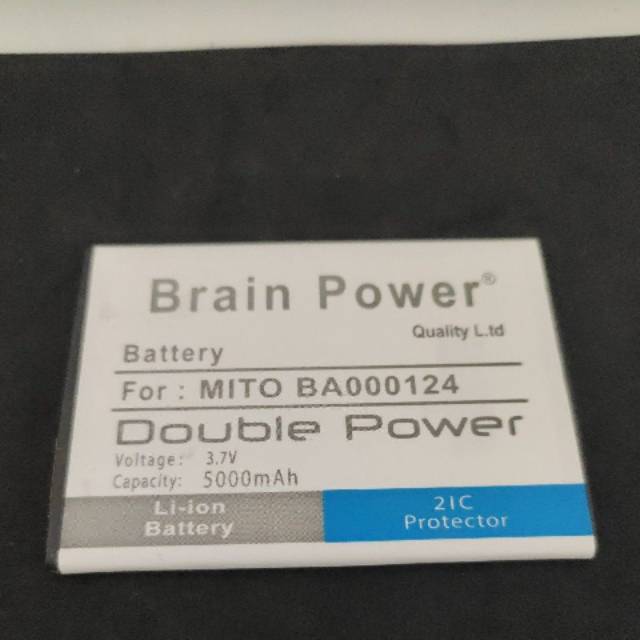 Brain Power®
Quality L.td
Battery
For : MITO BA000124
Double Power
Voltage: 3.7V
Capacity: 5000mAh
Li-ion Battery
2IC Protector